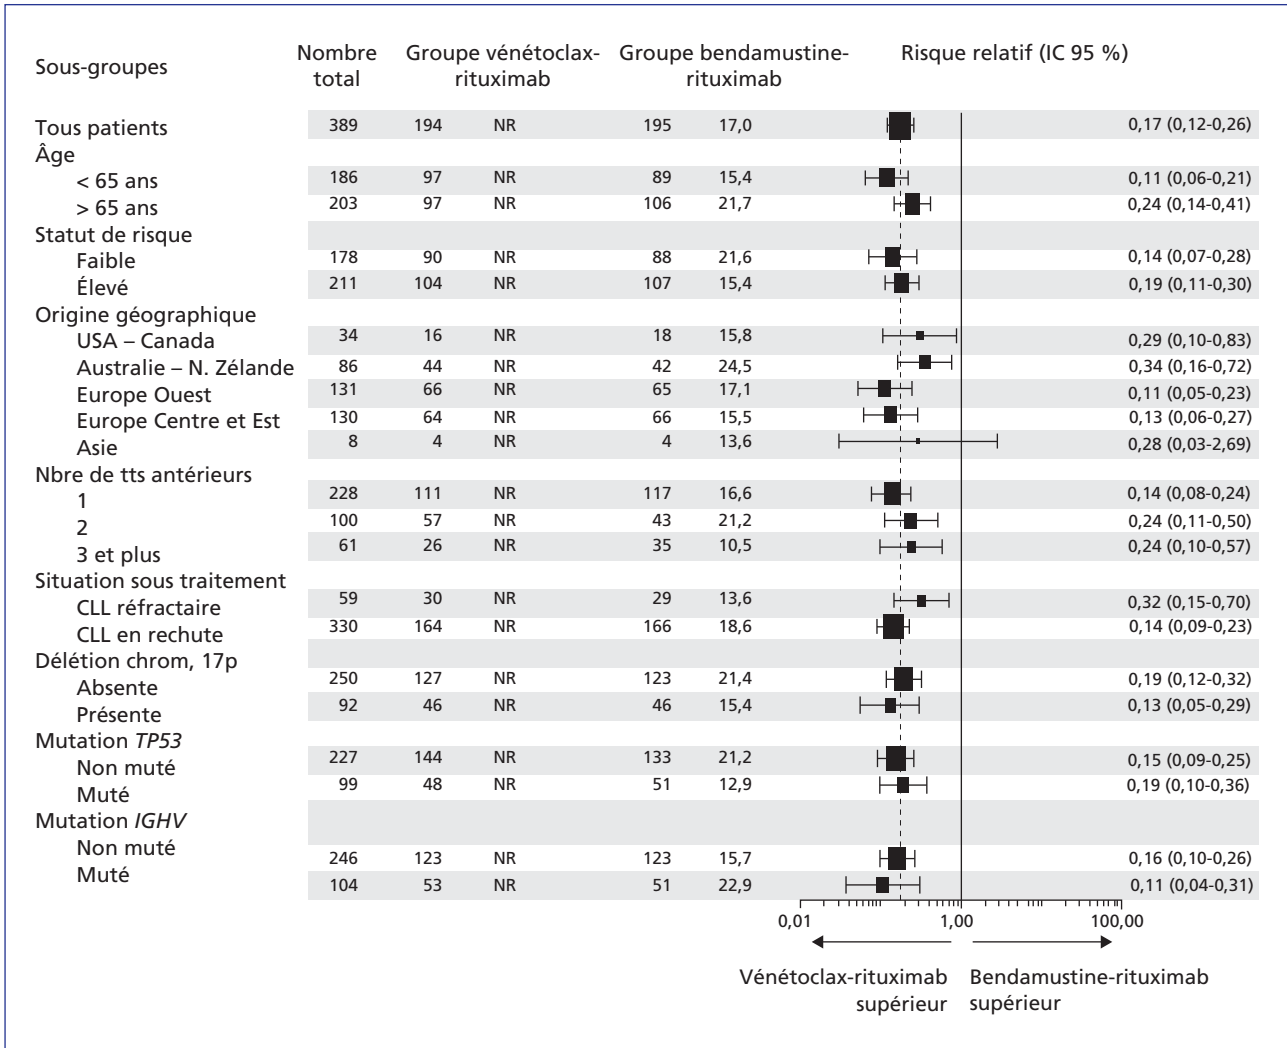 Sous-groupes Nombre total Groupe vénétoclax-rituximab Groupe bendamustine-rituximab Risque relatif (IC 95 %)
Tous patients 389 194 NR 195 17,0 0,17 (0,12-0,26)
Âge
< 65 ans 186 97 NR 89 15,4 0,11 (0,06-0,21)
> 65 ans 203 97 NR 106 21,7 0,24 (0,14-0,41)
Statut de risque
Faible 178 90 NR 88 21,6 0,14 (0,07-0,28)
Élevé 211 104 NR 107 15,4 0,19 (0,11-0,30)
Origine géographique
USA – Canada 34 16 NR 18 15,8 0,29 (0,10-0,83)
Australie – N. Zélande 86 44 NR 42 24,5 0,34 (0,16-0,72)
Europe Ouest 131 66 NR 65 17,1 0,11 (0,05-0,23)
Europe Centre et Est 130 64 NR 66 15,5 0,13 (0,06-0,27)
Asie 8 4 NR 4 13,6 0,28 (0,03-2,69)
Nbre de tts antérieurs
1 228 111 NR 117 16,6 0,14 (0,08-0,24)
2 100 57 NR 43 21,2 0,24 (0,11-0,50)
3 et plus 61 26 NR 35 10,5 0,24 (0,10-0,57)
Situation sous traitement
CLL réfractaire 59 30 NR 29 13,6 0,32 (0,15-0,70)
CLL en rechute 330 164 NR 166 18,6 0,14 (0,09-0,23)
Délétion chrom, 17p
Absente 250 127 NR 123 21,4 0,19 (0,12-0,32)
Présente 92 46 NR 46 15,4 0,13 (0,05-0,29)
Mutation TP53
Non muté 227 144 NR 133 21,2 0,15 (0,09-0,25)
Muté 99 48 NR 51 12,9 0,19 (0,10-0,36)
Mutation IGHV
Non muté 246 123 NR 123 15,7 0,16 (0,10-0,26)
Muté 104 53 NR 51 22,9 0,11 (0,04-0,31)
0,01 1,00 100,00
Vénétoclax-rituximab supérieur Bendamustine-rituximab supérieur